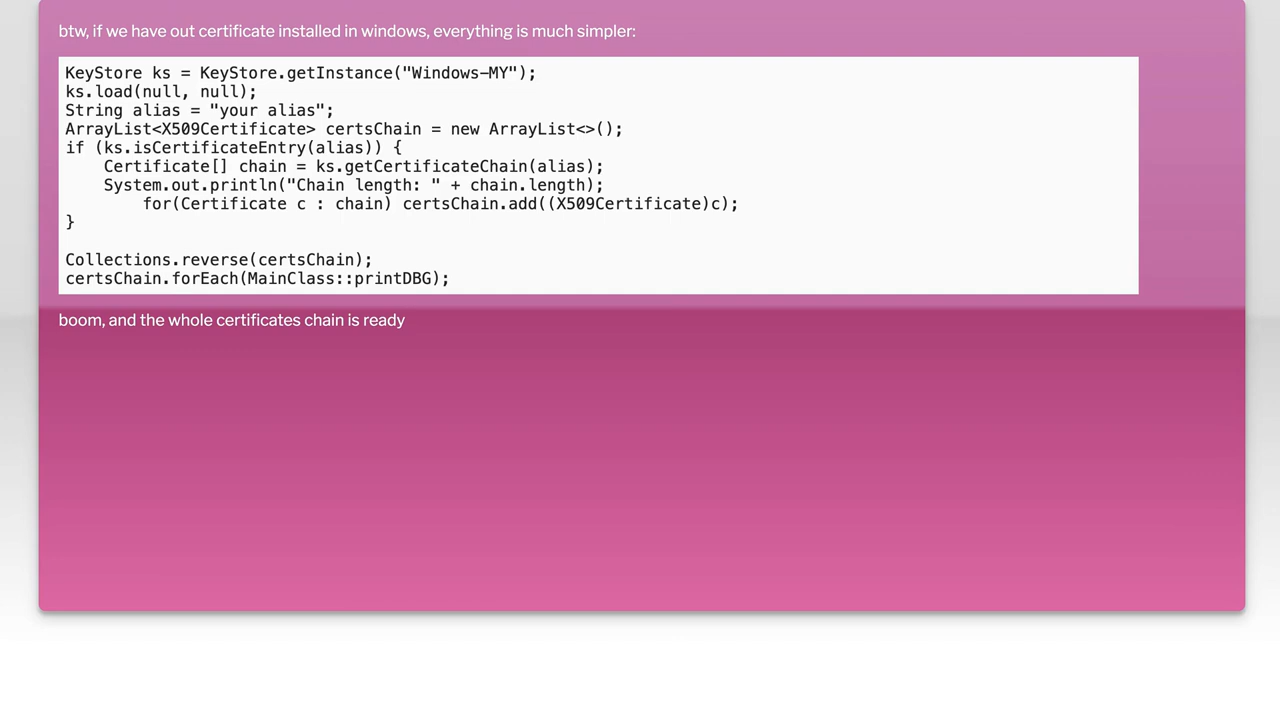 btw, if we have out certificate installed in windows, everything is much simpler:
KeyStore ks = KeyStore.getInstance("Windows-MY");
ks.load(null, null);
String alias = "your alias";
ArrayList<X509Certificate> certsChain = new ArrayList<>();
if (ks.isCertificateEntry(alias)) {
    Certificate[] chain = ks.getCertificateChain(alias);
    System.out.println("Chain length: " + chain.length);
        for(Certificate c : chain) certsChain.add((X509Certificate)c);
}
Collections.reverse(certsChain);
certsChain.forEach(MainClass::printDBG);
boom, and the whole certificates chain is ready